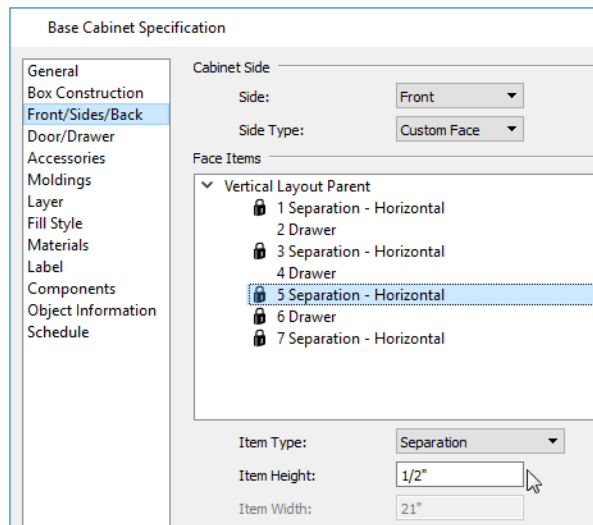 Base Cabinet Specification
General
Box Construction
Front/Sides/Back
Door/Drawer
Accessories
Moldings
Layer
Fill Style
Materials
Label
Components
Object Information
Schedule
Cabinet Side
Side: Front
Side Type: Custom Face
Face Items
Vertical Layout Parent
1 Separation - Horizontal
2 Drawer
3 Separation - Horizontal
4 Drawer
5 Separation - Horizontal
6 Drawer
7 Separation - Horizontal
Item Type: Separation
Item Height: 1/2"
Item Width: 21"